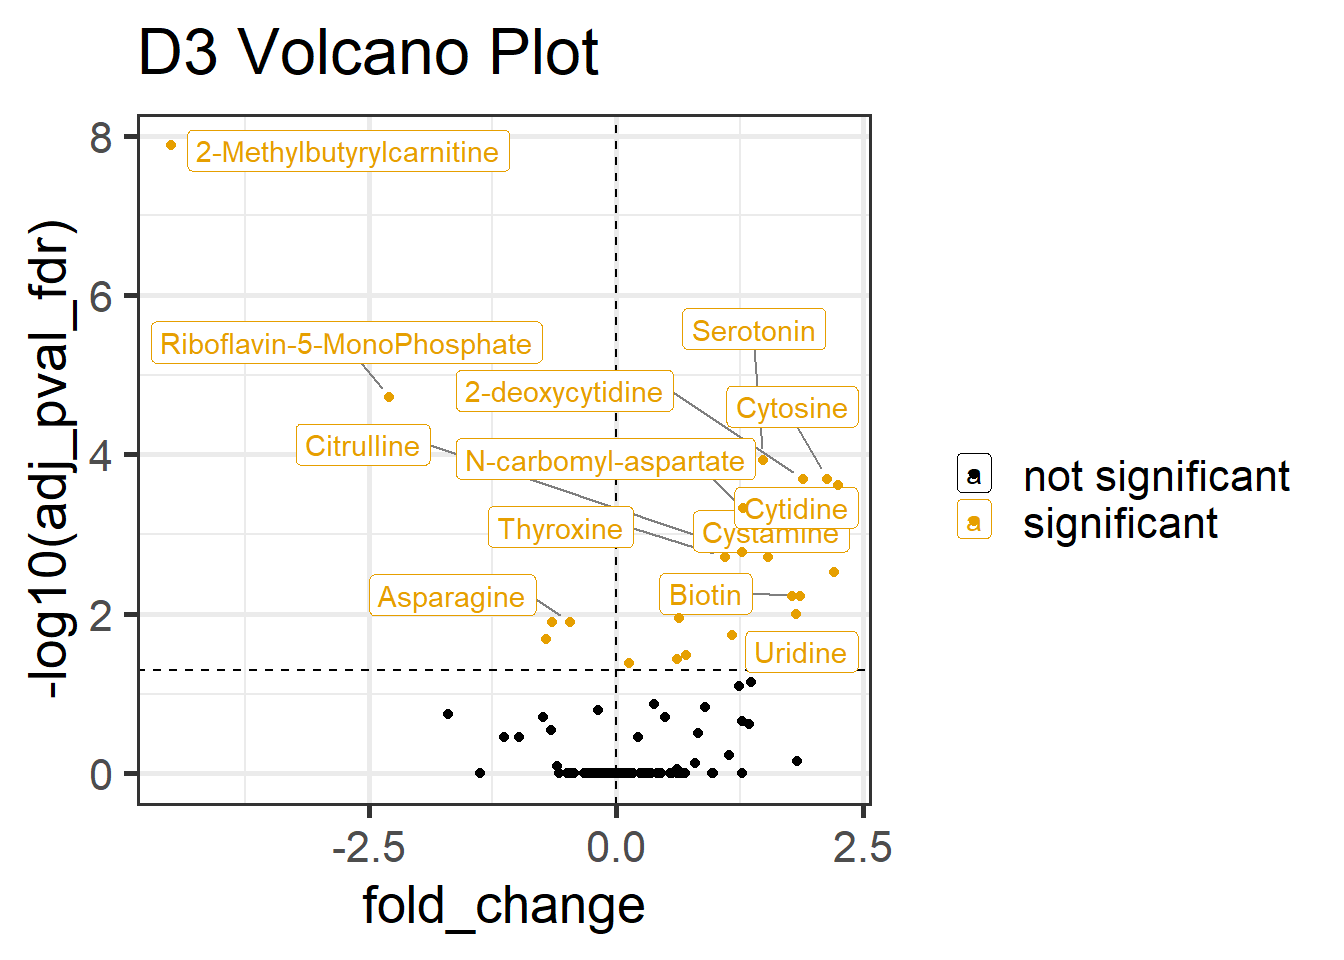 D3 Volcano Plot
-log10(adj_pval_fdr)
8
6
4
2
0
2-Methylbutyrylcarnitine
Serotonin
Riboflavin-5-MonoPhosphate
2-deoxycytidine
Cytosine
Citrulline
N-carbomyl-aspartate
Cytidine
Thyroxine
Cystamine
Asparagine
Biotin
Uridine
-2.5
0.0
2.5
fold_change
a not significant
a significant